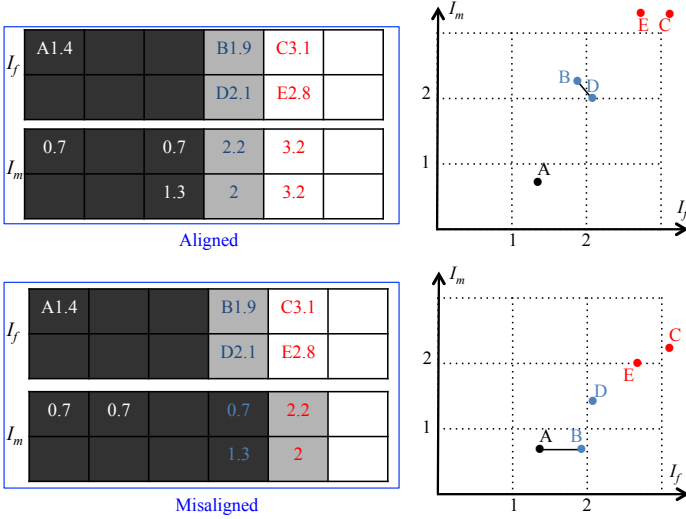 I_f
A1.4 B1.9 C3.1
D2.1 E2.8
I_m
0.7 0.7 2.2 3.2
1.3 2 3.2
Aligned
I_m
E C
B D
2
1
A
1 2
I_f
I_f
A1.4 B1.9 C3.1
D2.1 E2.8
I_m
0.7 0.7 0.7 2.2
1.3 2
Misaligned
I_m
C
2
E
D
1
A B
1 2
I_f